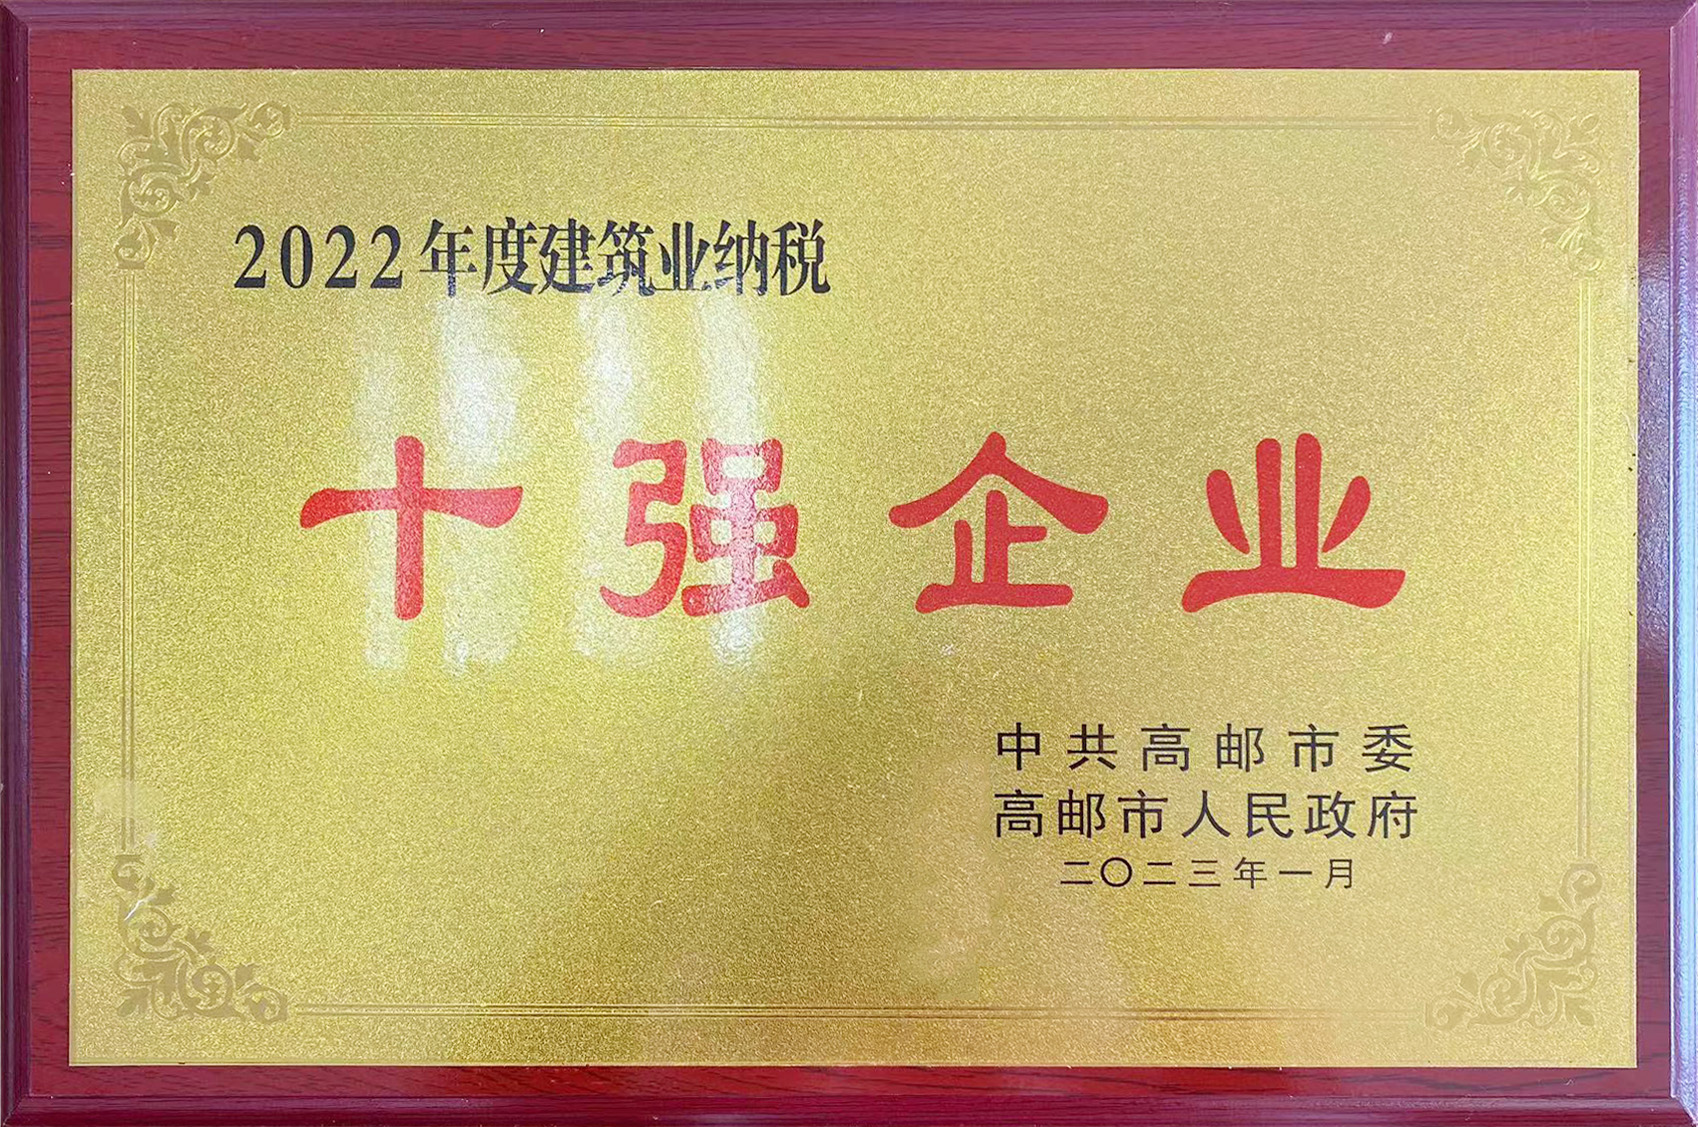 2022年度建筑业纳税
十强企业
中共高邮市委
高邮市人民政府
二〇二三年一月